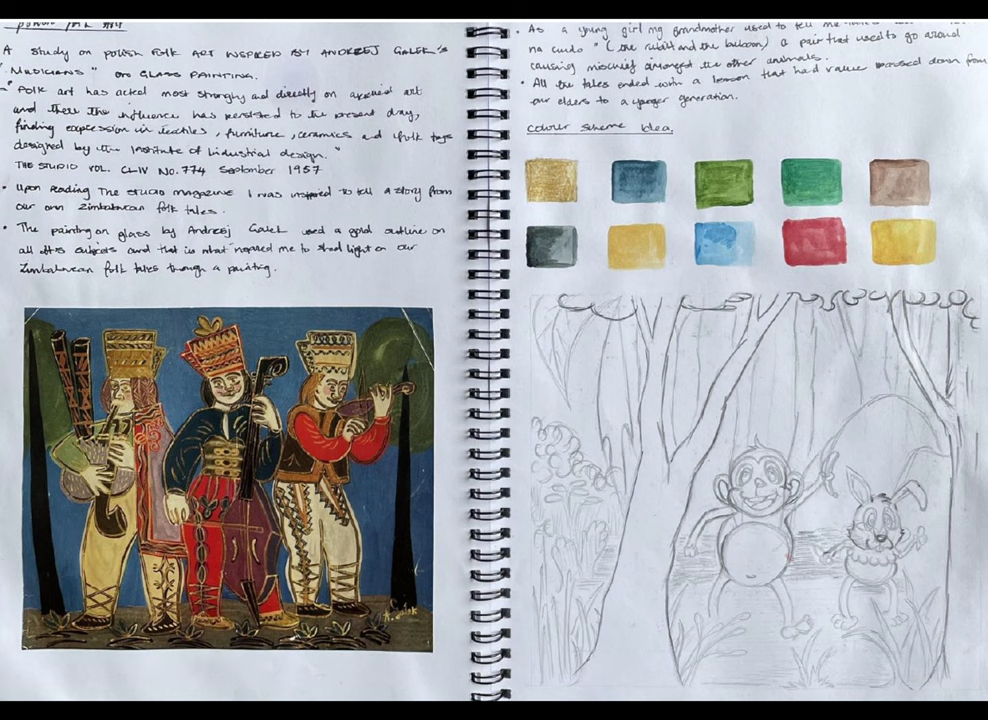 POLISH FOLK ART
A study on POLISH FOLK ART INSPIRED BY ANDRZEJ GALEK's
"MUSICIANS" ON GLASS PAINTING.
"Folk art has acted most strongly and directly on applied art
and there the influence has persisted to the present day,
finding expression in textiles, furniture, ceramics and folk toys
designed by the Institute of Industrial design."
THE STUDIO VOL. CLIV No. 774 September 1957
• Upon reading The studio magazine I was inspired to tell a story from
our own Zimbabwean folk tales.
• The painting on glass by Andrzej Galek used a gold outline on
all subjects and that is what me to shed light on our
Zimbabwean folk tales through a painting.
• As a young girl my grandmother used to tell me
na Gudo" ( the rabbit and the baboon) a pair that used to go around
causing mischief amongst the other animals.
• All the tales ended with a lesson that had value passed down from
our elders to a younger generation.
colour scheme Idea.